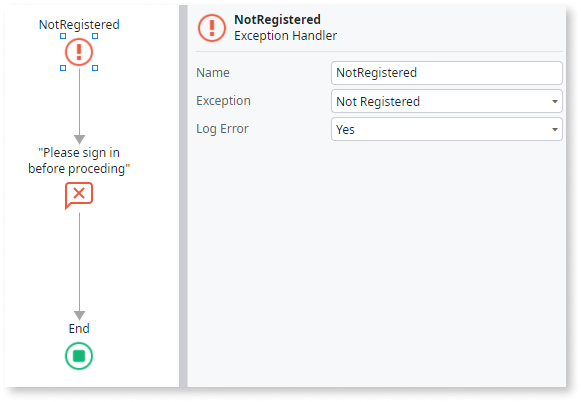 NotRegistered
"Please sign in
before proceding"
End
NotRegistered
Exception Handler
Name NotRegistered
Exception Not Registered
Log Error Yes